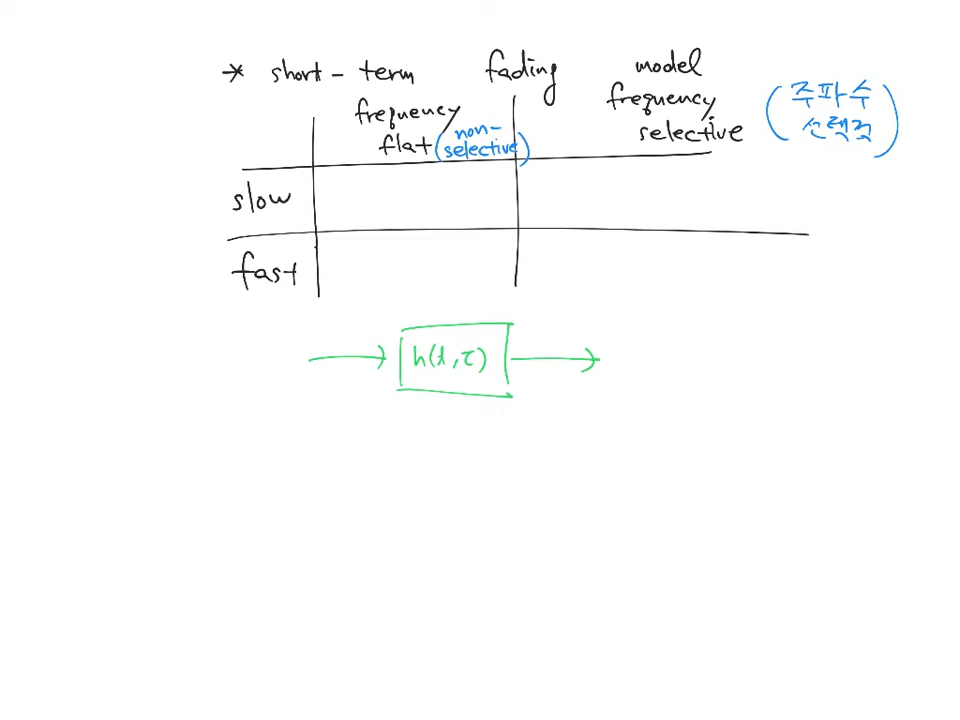 * short-term fading model
frequency
flat (non-selective)
frequency
selective
(주파수
선택적)
slow
fast
h(t,τ)